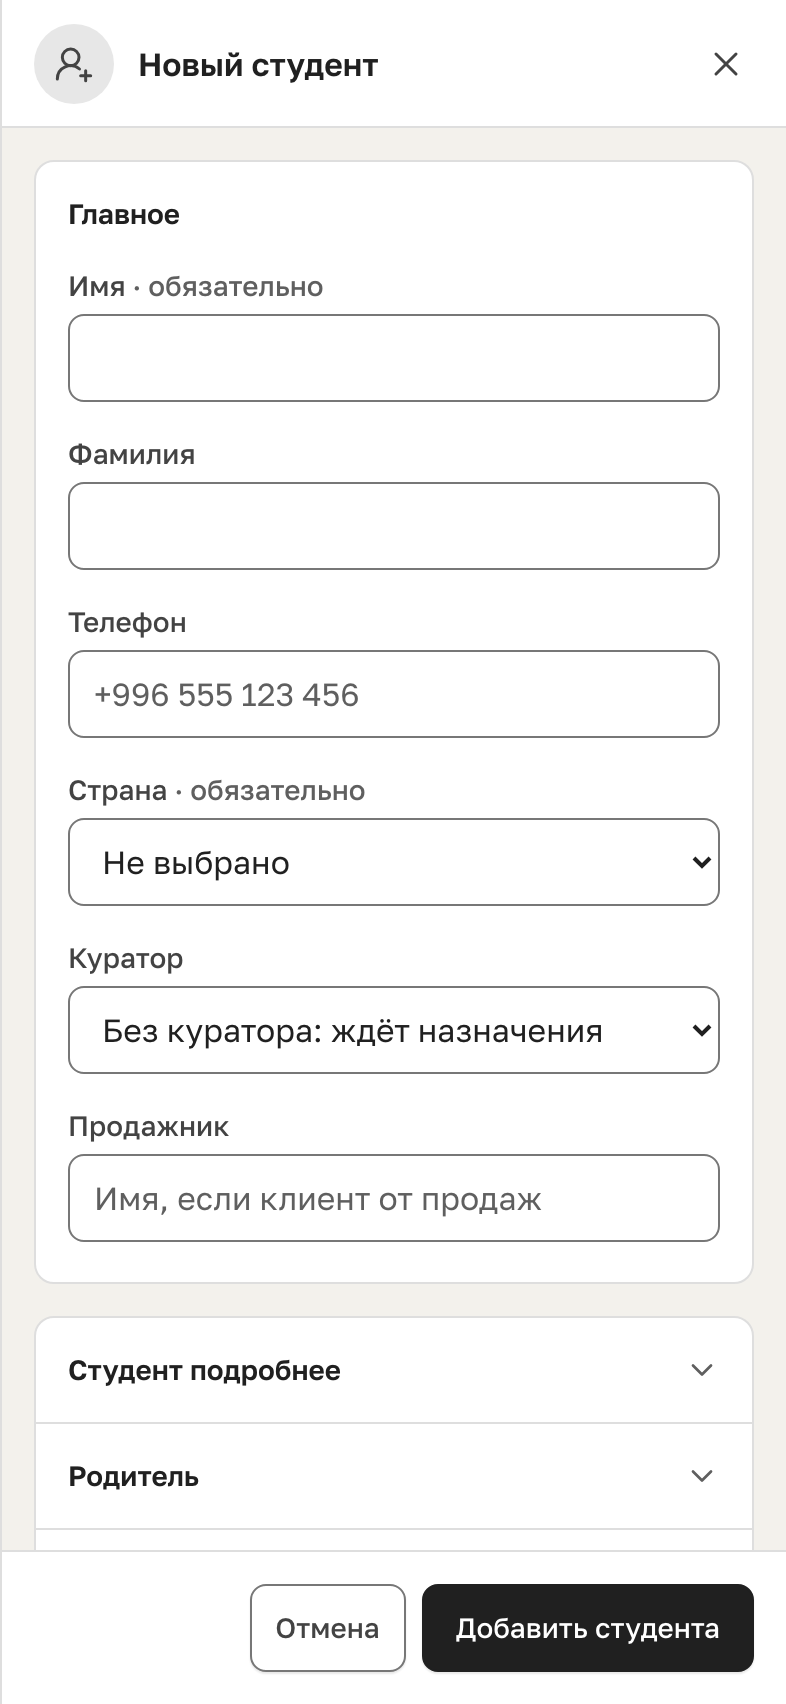 Новый студент
Главное
Имя · обязательно
Фамилия
Телефон
+996 555 123 456
Страна · обязательно
Не выбрано
Куратор
Без куратора: ждёт назначения
Продажник
Имя, если клиент от продаж
Студент подробнее
Родитель
Отмена
Добавить студента